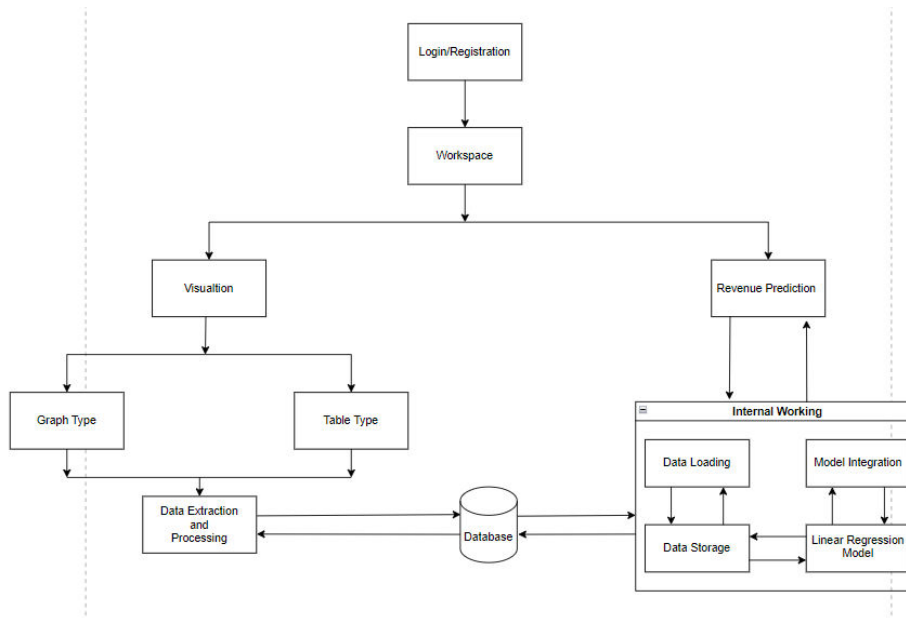 Login/Registration
Workspace
Visualtion
Revenue Prediction
Graph Type
Table Type
Internal Working
Data Loading
Model Integration
Data Extraction
and
Processing
Database
Data Storage
Linear Regression
Model